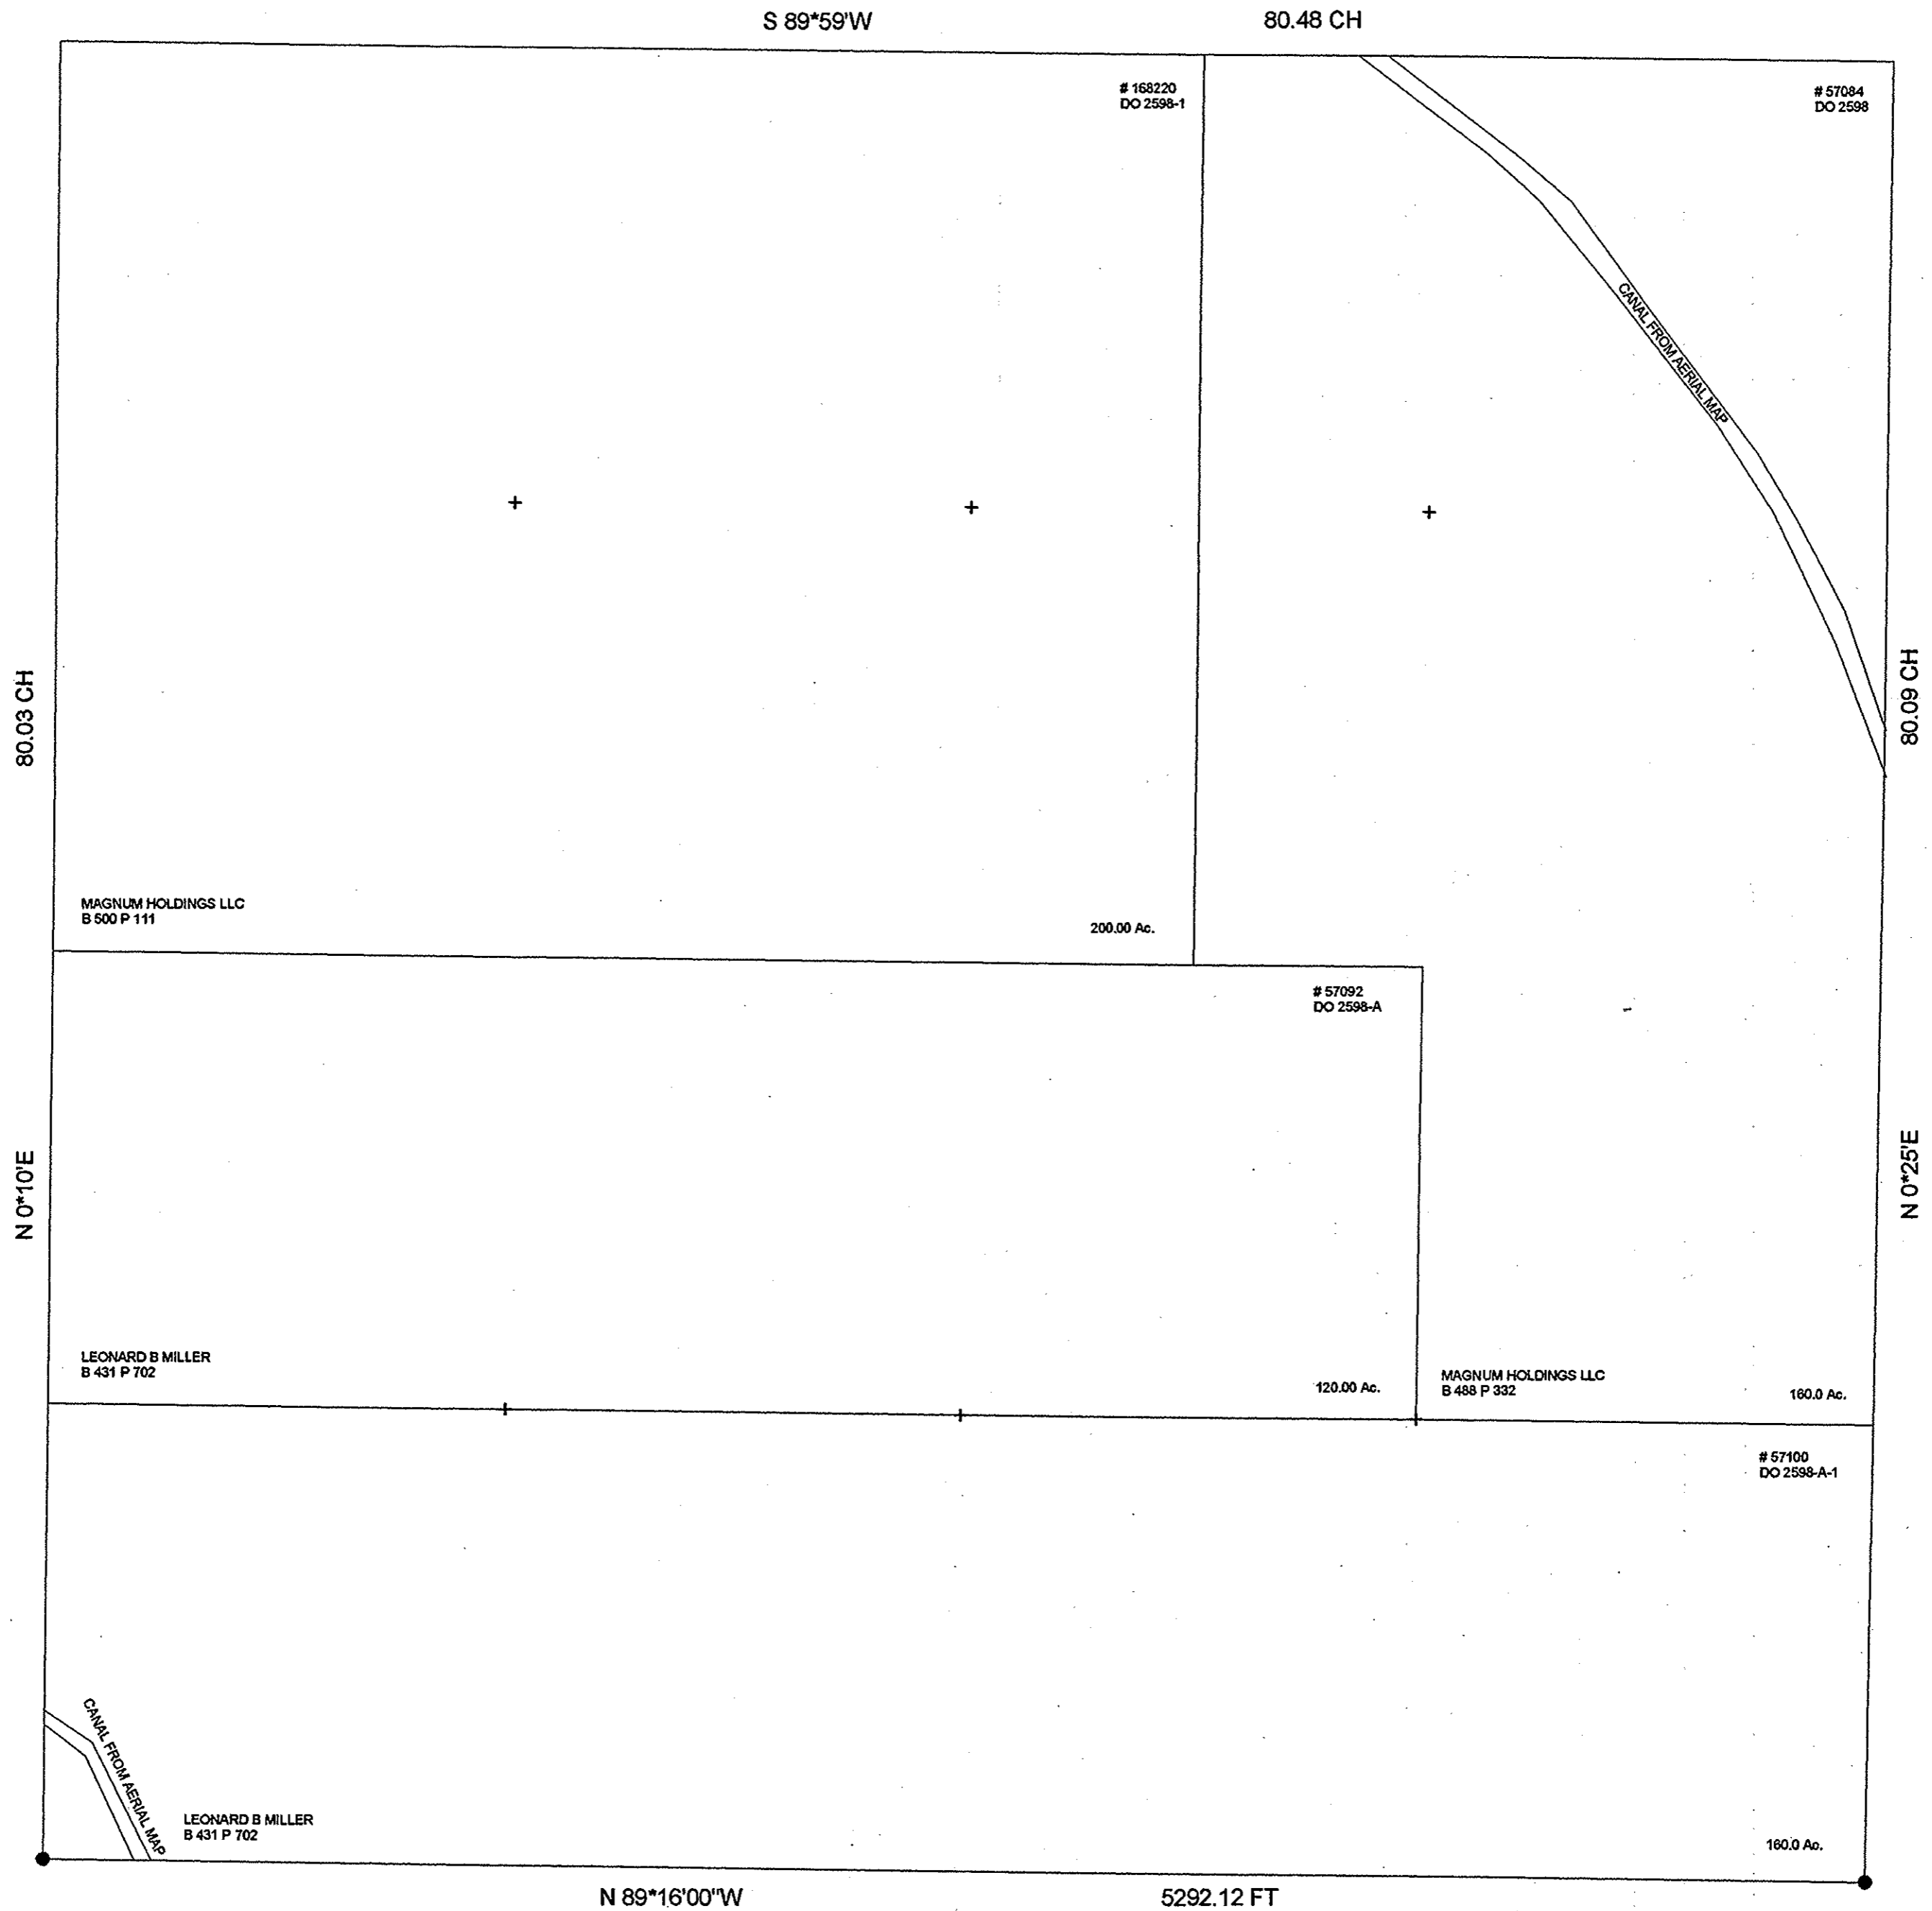 S 89*59'W
80.48 CH
# 168220
DO 2598-1
# 57084
DO 2598
CANAL FROM AERIAL MAP
80.03 CH
80.09 CH
MAGNUM HOLDINGS LLC
B 500 P 111
200.00 Ac.
# 57092
DO 2598-A
N 0*10'E
N 0*25'E
LEONARD B MILLER
B 431 P 702
120.00 Ac.
MAGNUM HOLDINGS LLC
B 488 P 332
160.0 Ac.
# 57100
DO 2598-A-1
CANAL FROM AERIAL MAP
LEONARD B MILLER
B 431 P 702
160.0 Ac.
N 89*16'00"W
5292.12 FT